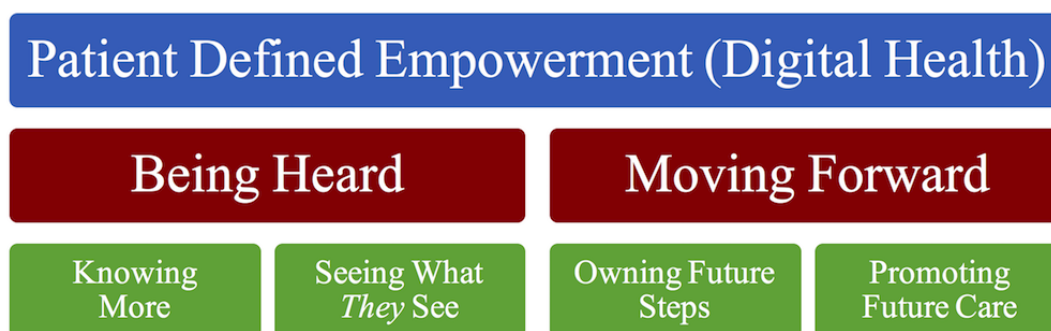 Patient Defined Empowerment (Digital Health)
Being Heard
Moving Forward
Knowing
More
Seeing What
They See
Owning Future
Steps
Promoting
Future Care